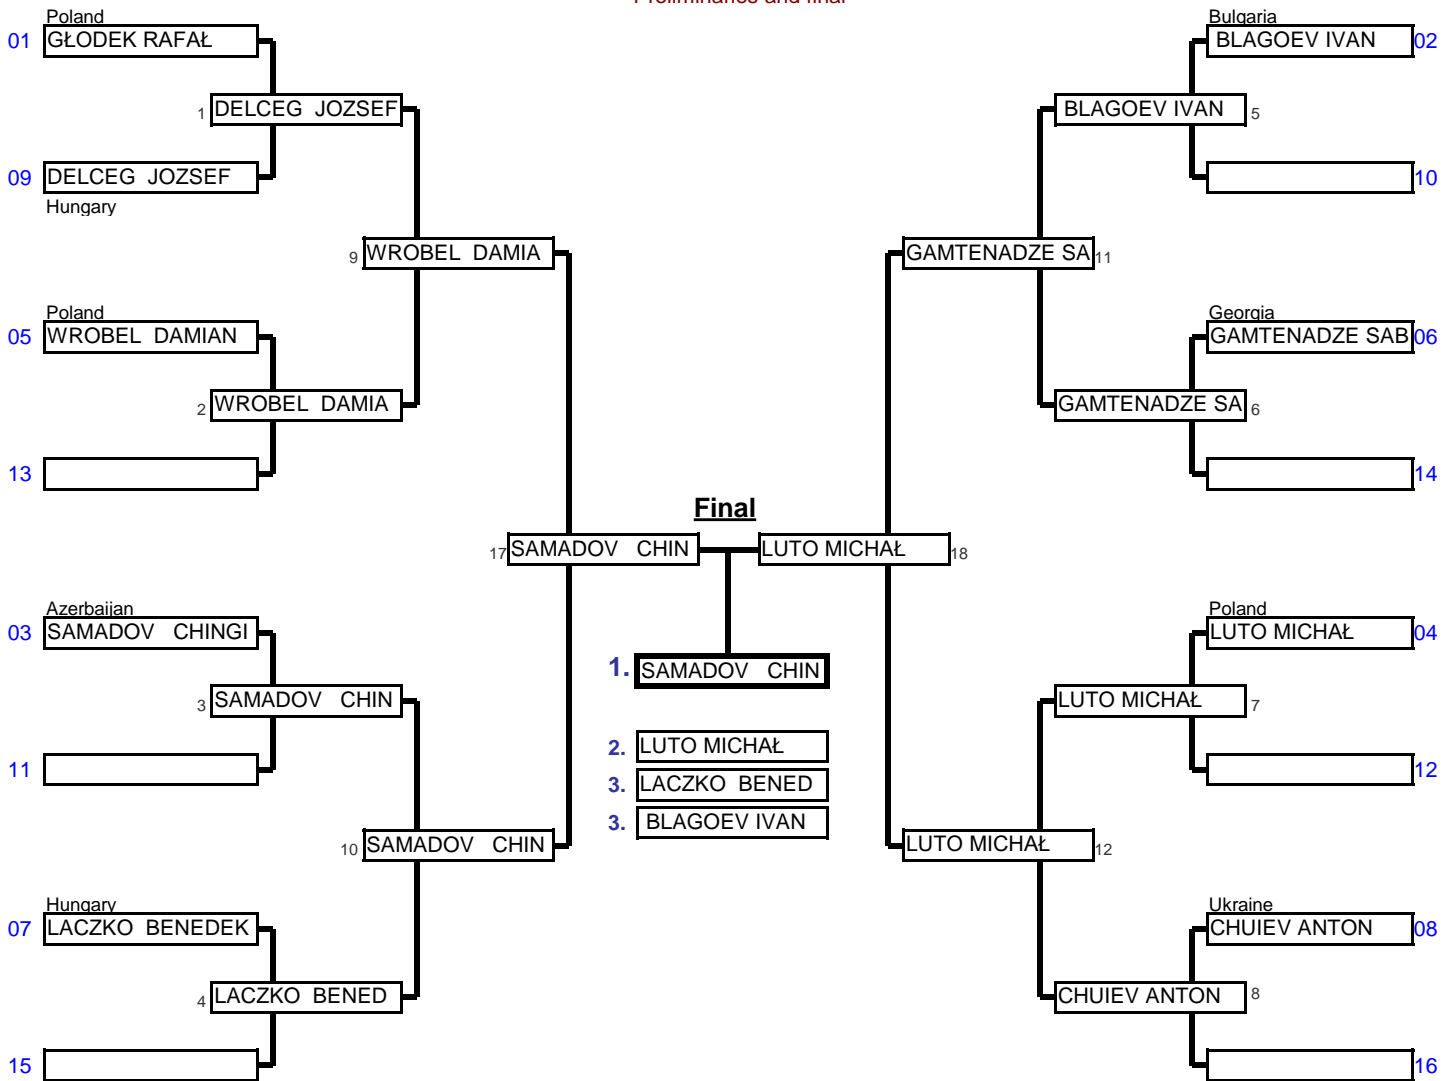 Preliminaries and final
Poland
01 GŁODEK RAFAŁ
1 DELCEG JOZSEF
09 DELCEG JOZSEF
Hungary
9 WROBEL DAMIA
Poland
05 WROBEL DAMIAN
2 WROBEL DAMIA
13
17 SAMADOV CHIN
Azerbaijan
03 SAMADOV CHINGI
3 SAMADOV CHIN
11
10 SAMADOV CHIN
Hungary
07 LACZKO BENEDEK
4 LACZKO BENED
15
Final
1. SAMADOV CHIN
2. LUTO MICHAŁ
3. LACZKO BENED
3. BLAGOEV IVAN
Bulgaria
BLAGOEV IVAN 02
BLAGOEV IVAN 5
10
GAMTENADZE SA 11
Georgia
GAMTENADZE SAB 06
GAMTENADZE SA 6
14
LUTO MICHAŁ 18
Poland
LUTO MICHAŁ 04
LUTO MICHAŁ 7
12
LUTO MICHAŁ 12
Ukraine
CHUIEV ANTON 08
CHUIEV ANTON 8
16